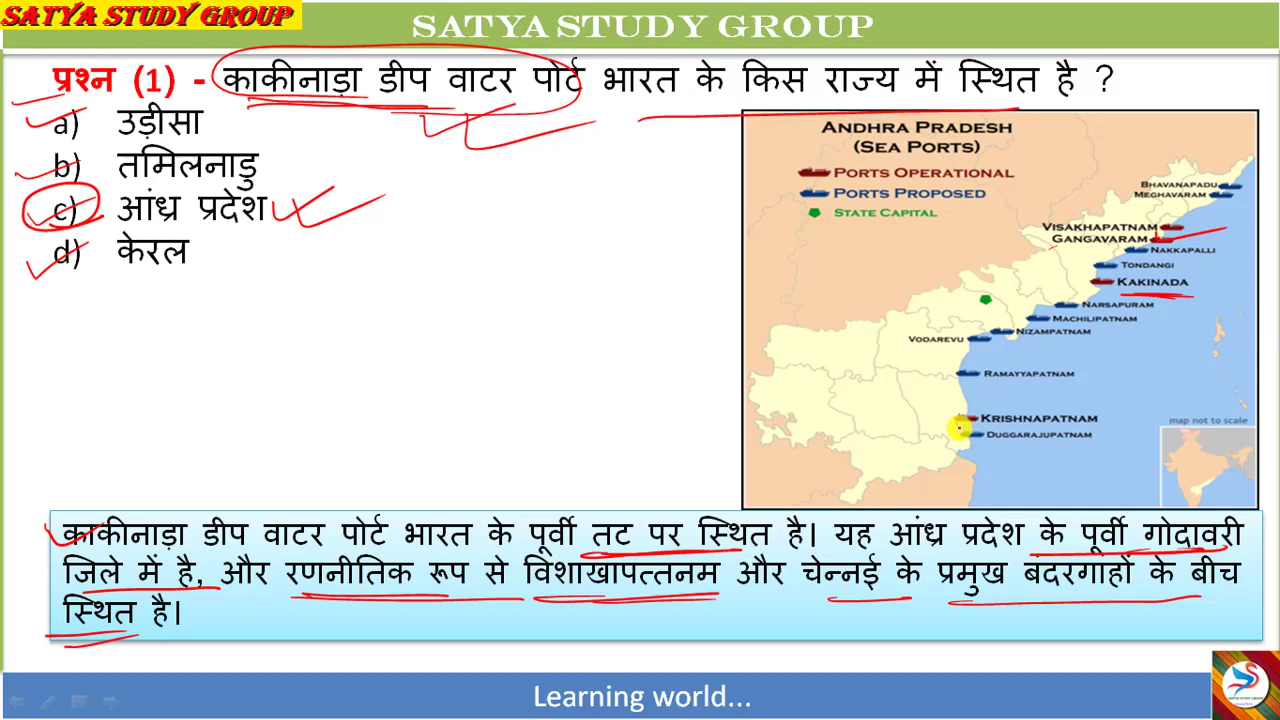 SATYA STUDY GROUP
SATYA STUDY GROUP
प्रश्न (1) - काकीनाड़ा डीप वाटर पोर्ट भारत के किस राज्य में स्थित है ?
a) उड़ीसा
b) तमिलनाडु
c) आंध्र प्रदेश
d) केरल
ANDHRA PRADESH
(SEA PORTS)
PORTS OPERATIONAL
PORTS PROPOSED
STATE CAPITAL
BHAVANAPADU
MEGHAVARAM
VISAKHAPATNAM
GANGAVARAM
NAKKAPALLI
TONDANGI
KAKINADA
NARSAPURAM
MACHILIPATNAM
NIZAMPATNAM
VODAREVU
RAMAYYAPATNAM
KRISHNAPATNAM
DUGGARAJUPATNAM
map not to scale
काकीनाड़ा डीप वाटर पोर्ट भारत के पूर्वी तट पर स्थित है। यह आंध्र प्रदेश के पूर्वी गोदावरी
जिले में है, और रणनीतिक रूप से विशाखापत्तनम और चेन्नई के प्रमुख बंदरगाहों के बीच
स्थित है।
Learning world...
SATYA STUDY GROUP